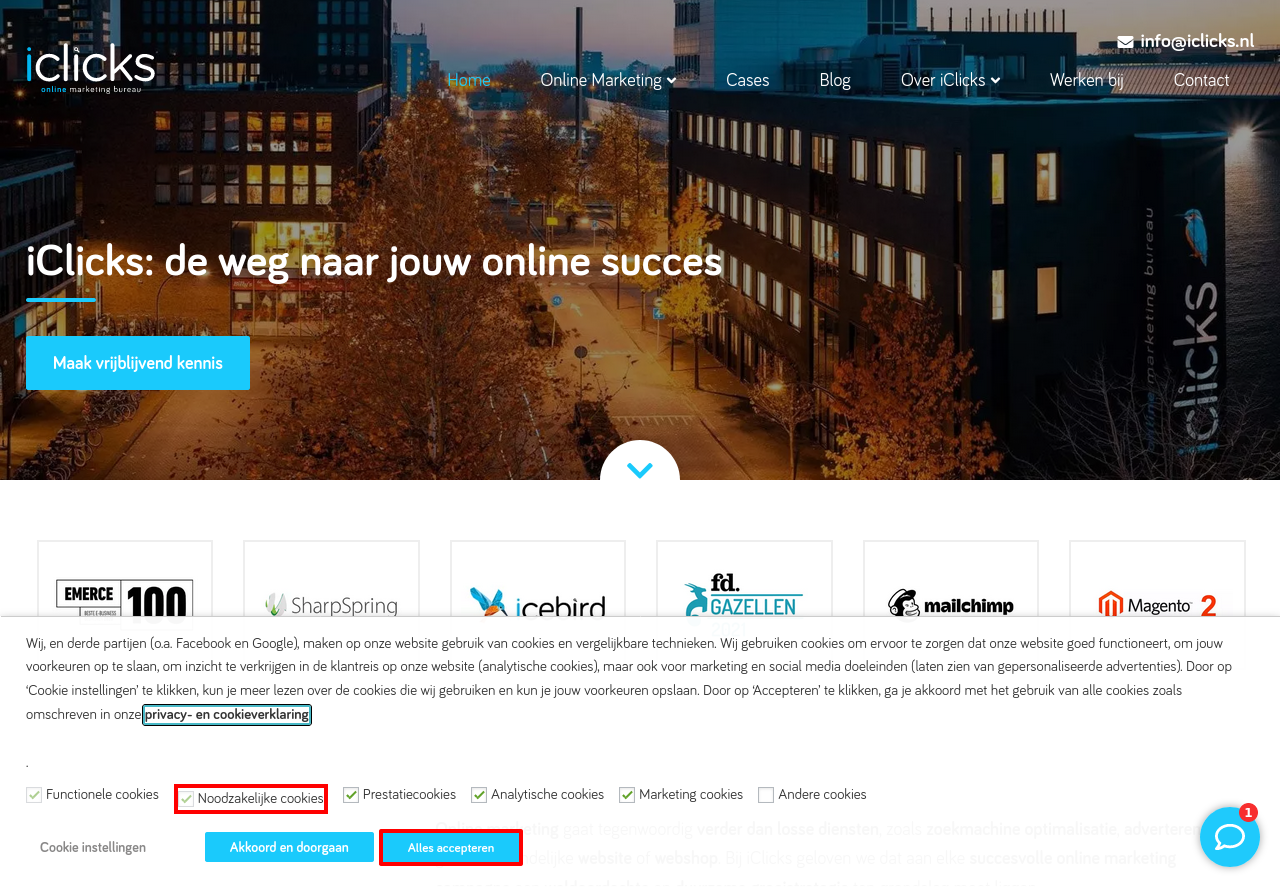 info@iclicks.nl
iclicks
online marketing bureau
Home
Online Marketing
Cases
Blog
Over iClicks
Werken bij
Contact
iClicks: de weg naar jouw online succes
Maak vrijblijvend kennis
online marketing bureau
iclicks
EMERCE
100
SharpSpring
icebird
fd.
GAZELLEN
mailchimp
Magento 2
Wij, en derde partijen (o.a. Facebook en Google), maken op onze website gebruik van cookies en vergelijkbare technieken. Wij gebruiken cookies om ervoor te zorgen dat onze website goed functioneert, om jouw
voorkeuren op te slaan, om inzicht te verkrijgen in de klantreis op onze website (analytische cookies), maar ook voor marketing en social media doeleinden (laten zien van gepersonaliseerde advertenties). Door op
‘Cookie instellingen’ te klikken, kun je meer lezen over de cookies die wij gebruiken en kun je jouw voorkeuren opslaan. Door op ‘Accepteren’ te klikken, ga je akkoord met het gebruik van alle cookies zoals
omschreven in onze privacy- en cookieverklaring
.
Functionele cookies
Noodzakelijke cookies
Prestatiecookies
Analytische cookies
Marketing cookies
Andere cookies
1
gaat tegenwoordig verder dan losse diensten, zoals zoekmachine optimalisatie,
Cookie instellingen
Akkoord en doorgaan
Alles accepteren
website of webshop. Bij iClicks geloven we dat aan elke succesvolle online marketing